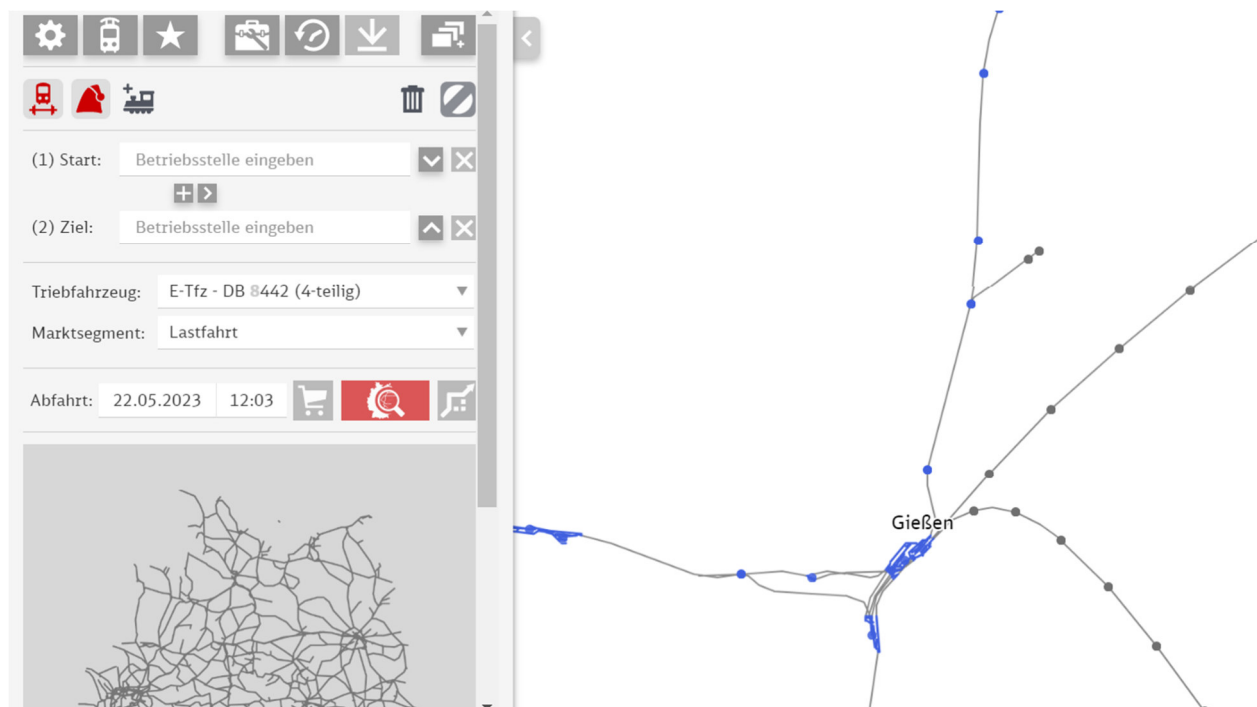 (1) Start: Betriebsstelle eingeben
(2) Ziel: Betriebsstelle eingeben
Triebfahrzeug: E-Tfz - DB 8442 (4-teilig)
Marktsegment: Lastfahrt
Abfahrt: 22.05.2023 12:03
Gießen